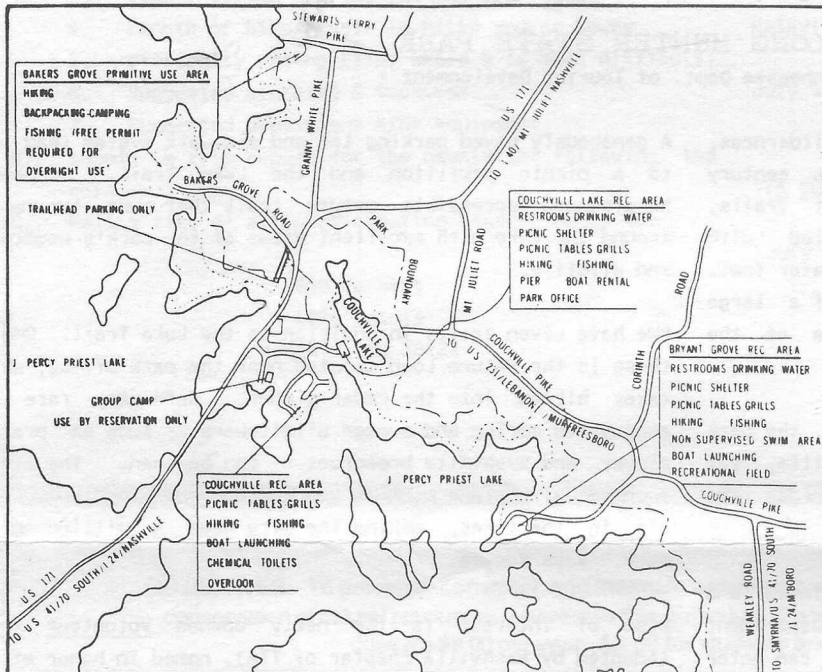 STEWARTS FERRY
PIKE
BAKERS GROVE PRIMITIVE USE AREA
HIKING
BACKPACKING-CAMPING
FISHING (FREE PERMIT
REQUIRED FOR
OVERNIGHT USE)
GRANNY WHITE PIKE
US 171
TO I 40/ MT JULIET/NASHVILLE
BAKERS GROVE ROAD
TRAILHEAD PARKING ONLY
PARK BOUNDARY
MT JULIET ROAD
COUCHVILLE LAKE REC AREA
RESTROOMS DRINKING WATER
PICNIC SHELTER
PICNIC TABLES GRILLS
HIKING FISHING
PIER BOAT RENTAL
PARK OFFICE
COUCHVILLE LAKE
CORINTH ROAD
COUCHVILLE PIKE
TO US 231/LEBANON/MURFREESBORO
BRYANT GROVE REC AREA
RESTROOMS DRINKING WATER
PICNIC SHELTER
PICNIC TABLES GRILLS
HIKING FISHING
NON SUPERVISED SWIM AREA
BOAT LAUNCHING
RECREATIONAL FIELD
J PERCY PRIEST LAKE
GROUP CAMP
USE BY RESERVATION ONLY
COUCHVILLE REC AREA
PICNIC TABLES GRILLS
HIKING FISHING
BOAT LAUNCHING
CHEMICAL TOILETS
OVERLOOK
J PERCY PRIEST LAKE
COUCHVILLE PIKE
US 171
TO US 41/70 SOUTH/I 24/NASHVILLE
WEAKLEY ROAD
TO SMYRNA/US 41/70 SOUTH
I 24/M'BORO